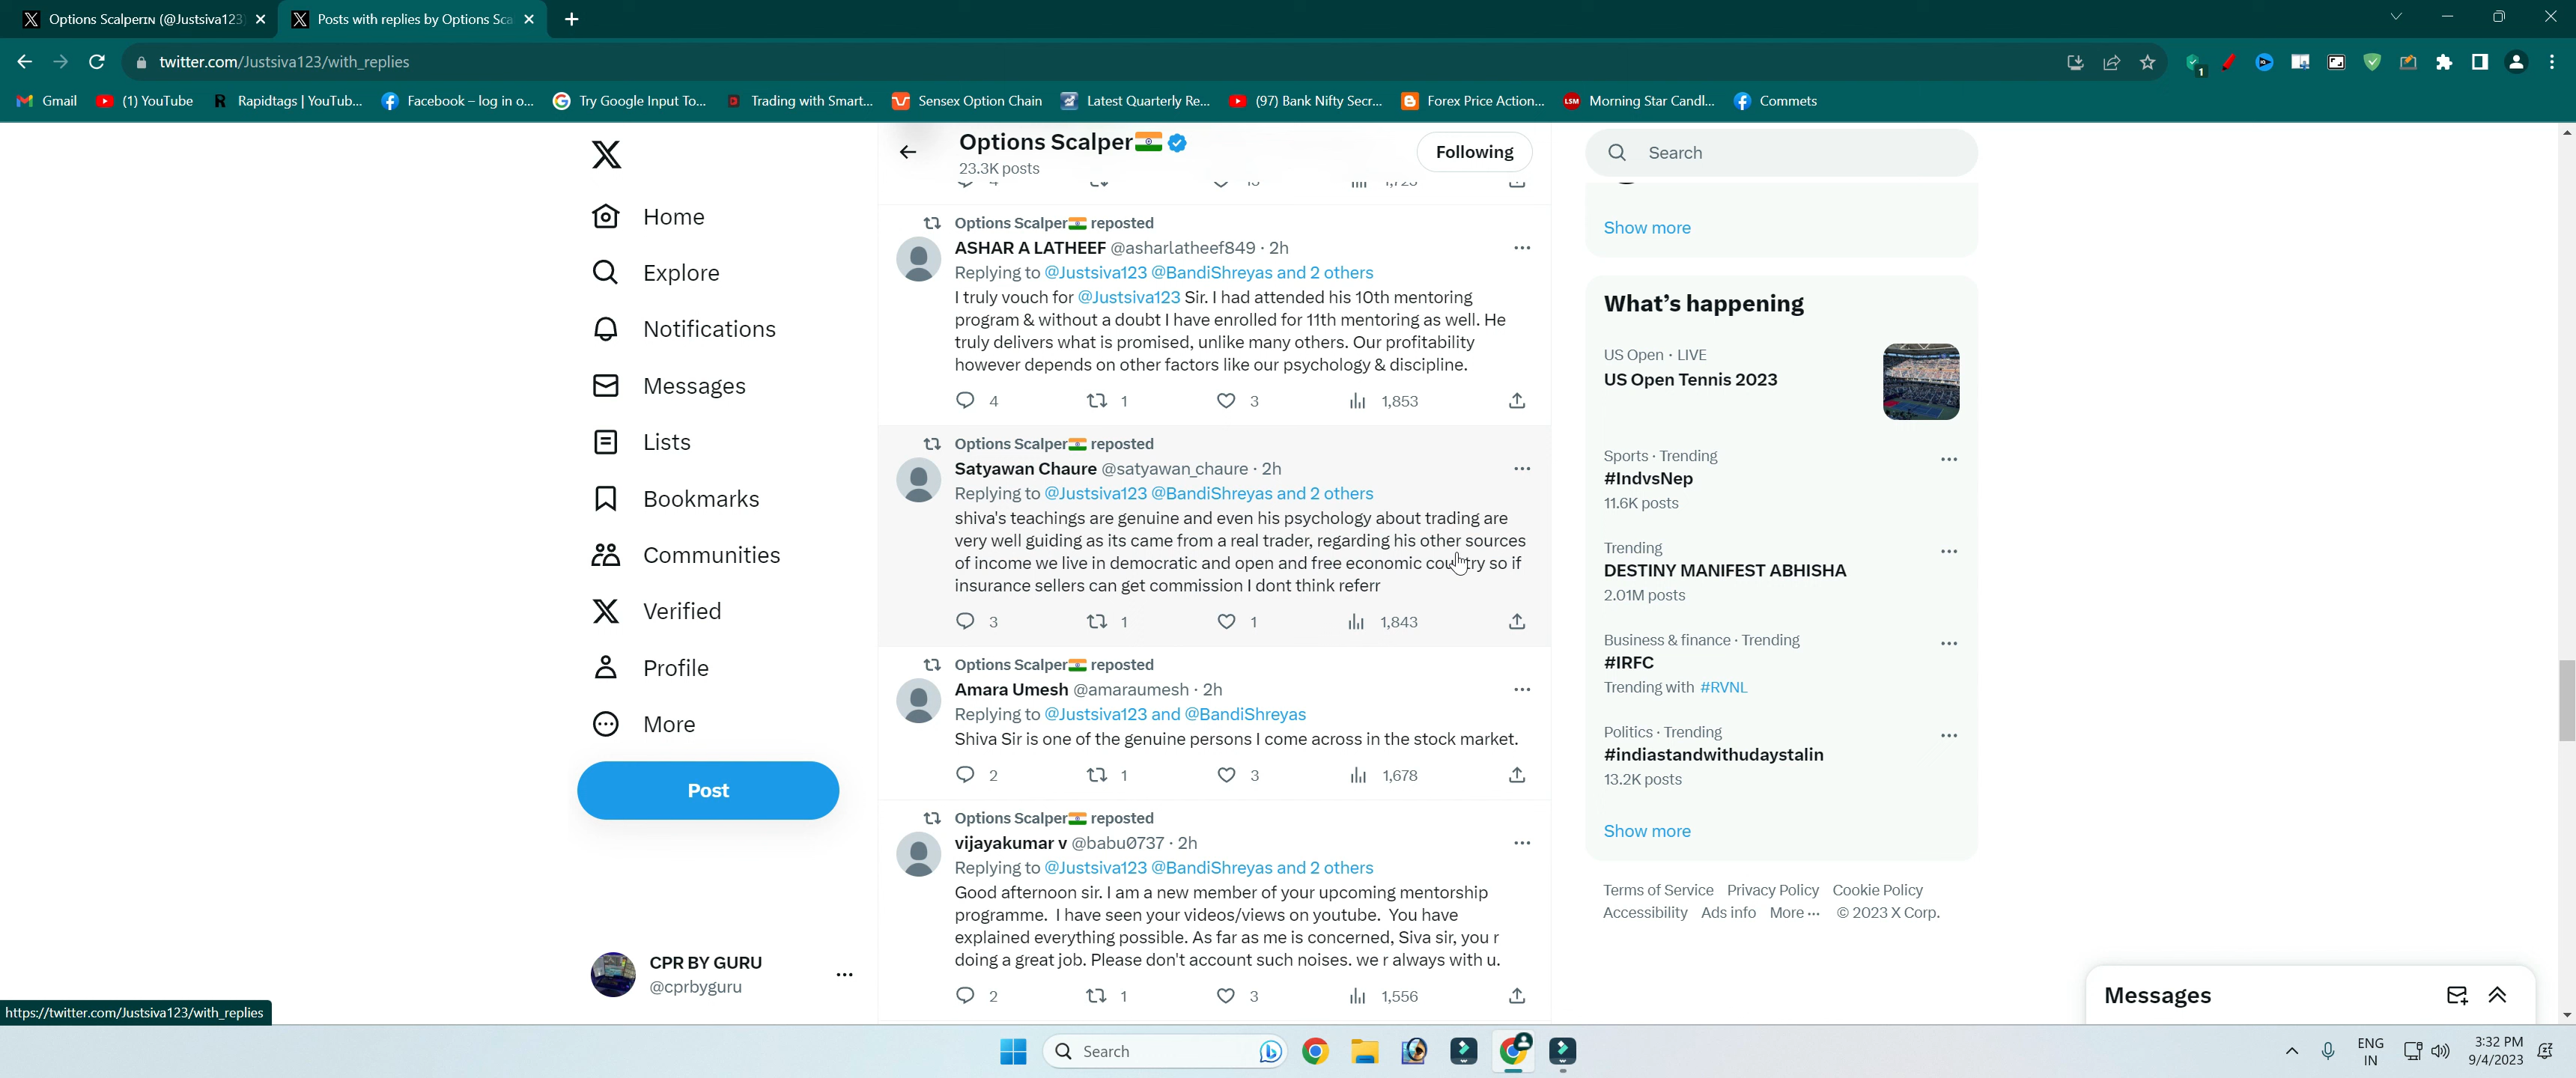 Options Scalperɪɴ (@Justsiva123
Posts with replies by Options Sca
twitter.com/Justsiva123/with_replies
1
Gmail
(1) YouTube
R Rapidtags | YouTub...
Facebook – log in o...
Try Google Input To...
Trading with Smart...
Sensex Option Chain
Latest Quarterly Re...
(97) Bank Nifty Secr...
Forex Price Action...
LSM Morning Star Candl...
Commets
Home
Explore
Notifications
Messages
Lists
Bookmarks
Communities
Verified
Profile
More
Post
CPR BY GURU
@cprbyguru
https://twitter.com/Justsiva123/with_replies
Options Scalper🇮🇳
23.3K posts
Following
Options Scalper🇮🇳 reposted
ASHAR A LATHEEF @asharlatheef849 · 2h
Replying to @Justsiva123 @BandiShreyas and 2 others
I truly vouch for @Justsiva123 Sir. I had attended his 10th mentoring
program & without a doubt I have enrolled for 11th mentoring as well. He
truly delivers what is promised, unlike many others. Our profitability
however depends on other factors like our psychology & discipline.
4 1 3 1,853
Options Scalper🇮🇳 reposted
Satyawan Chaure @satyawan_chaure · 2h
Replying to @Justsiva123 @BandiShreyas and 2 others
shiva's teachings are genuine and even his psychology about trading are
very well guiding as its came from a real trader, regarding his other sources
of income we live in democratic and open and free economic country so if
insurance sellers can get commission I dont think referr
3 1 1 1,843
Options Scalper🇮🇳 reposted
Amara Umesh @amaraumesh · 2h
Replying to @Justsiva123 and @BandiShreyas
Shiva Sir is one of the genuine persons I come across in the stock market.
2 1 3 1,678
Options Scalper🇮🇳 reposted
vijayakumar v @babu0737 · 2h
Replying to @Justsiva123 @BandiShreyas and 2 others
Good afternoon sir. I am a new member of your upcoming mentorship
programme. I have seen your videos/views on youtube. You have
explained everything possible. As far as me is concerned, Siva sir, you r
doing a great job. Please don't account such noises. we r always with u.
2 1 3 1,556
Search
Show more
What's happening
US Open · LIVE
US Open Tennis 2023
Sports · Trending
#IndvsNep
11.6K posts
Trending
DESTINY MANIFEST ABHISHA
2.01M posts
Business & finance · Trending
#IRFC
Trending with #RVNL
Politics · Trending
#indiastandwithudaystalin
13.2K posts
Show more
Terms of Service Privacy Policy Cookie Policy
Accessibility Ads info More ··· © 2023 X Corp.
Messages
Search
ENG
IN
3:32 PM
9/4/2023